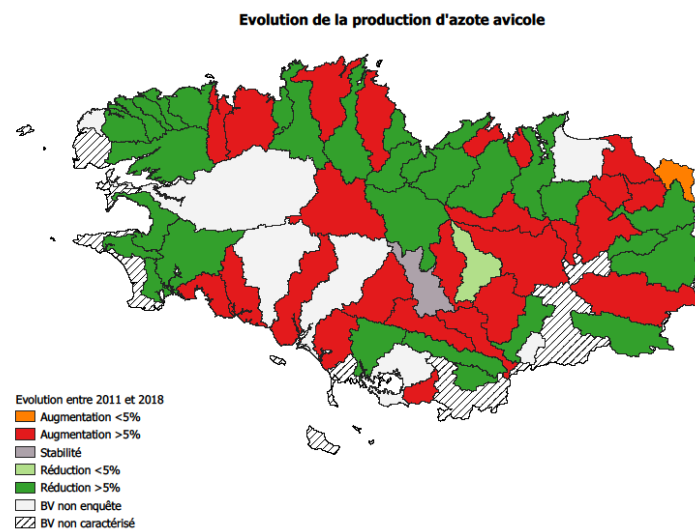 Evolution de la production d'azote avicole
Evolution entre 2011 et 2018
Augmentation <5%
Augmentation >5%
Stabilité
Réduction <5%
Réduction >5%
BV non enquête
BV non caractérisé